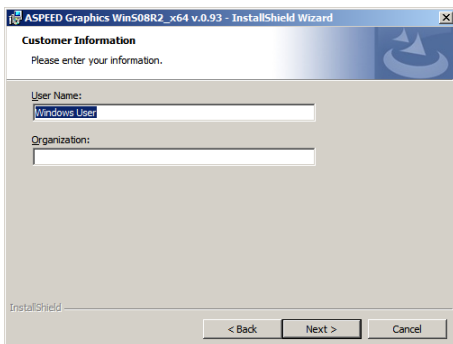 ASPEED Graphics WinS08R2_x64 v.0.93 - InstallShield Wizard
Customer Information
Please enter your information.
User Name:
Windows User
Organization:
InstallShield
< Back Next > Cancel